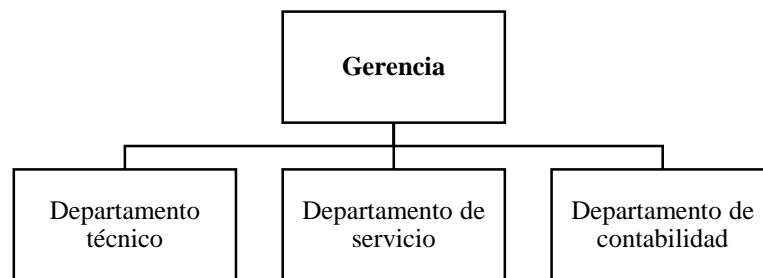 Gerencia
Departamento
técnico
Departamento de
servicio
Departamento de
contabilidad